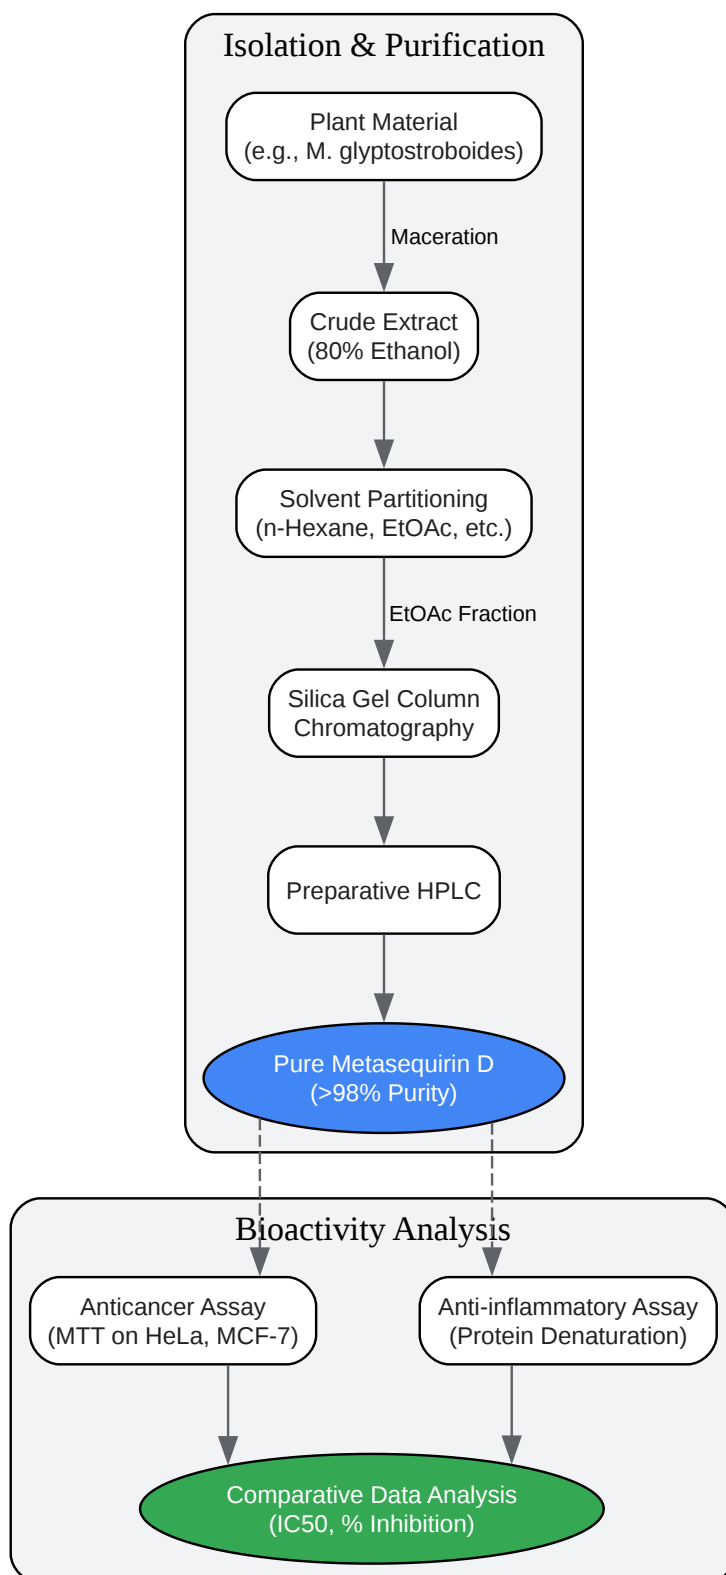 Isolation & Purification
Plant Material
(e.g., M. glyptostroboides)
Maceration
Crude Extract
(80% Ethanol)
Solvent Partitioning
(n-Hexane, EtOAc, etc.)
EtOAc Fraction
Silica Gel Column
Chromatography
Preparative HPLC
Pure Metasequirin D
(>98% Purity)
Bioactivity Analysis
Anticancer Assay
(MTT on HeLa, MCF-7)
Anti-inflammatory Assay
(Protein Denaturation)
Comparative Data Analysis
(IC50, % Inhibition)